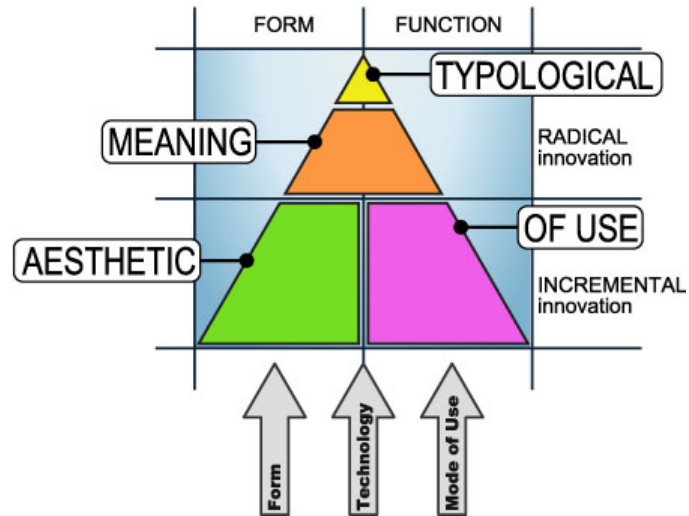 FORM
FUNCTION
TYPOLOGICAL
MEANING
RADICAL
innovation
OF USE
AESTHETIC
INCREMENTAL
innovation
Form
Technology
Mode of Use